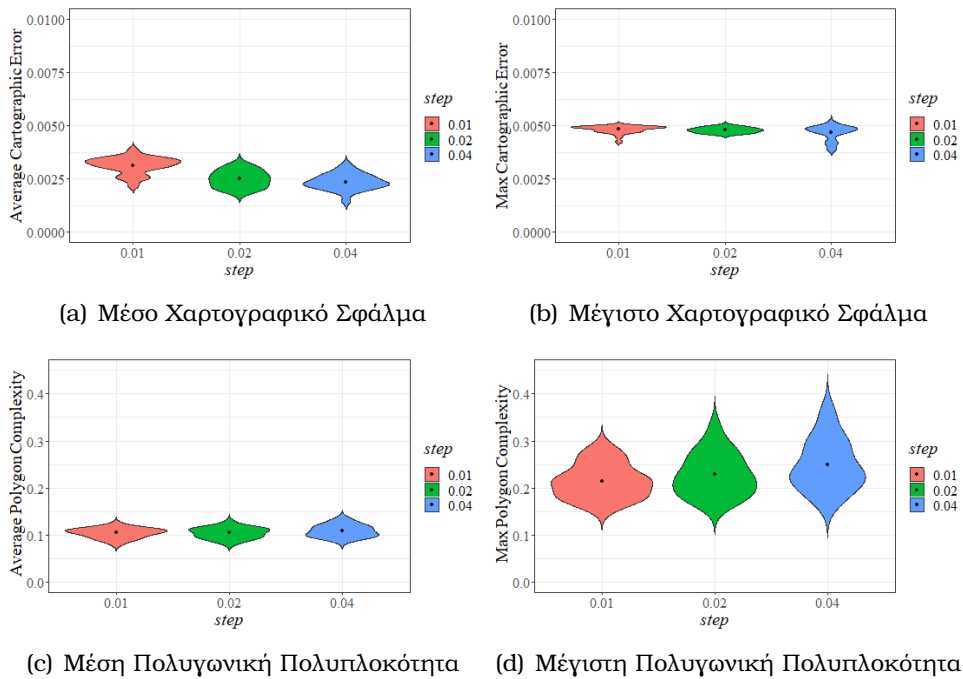 Average Cartographic Error
0.0100
0.0075
0.0050
0.0025
0.0000
0.01
0.02
0.04
step
step
0.01
0.02
0.04
(a) Μέσο Χαρτογραφικό Σφάλμα
Max Cartographic Error
0.0100
0.0075
0.0050
0.0025
0.0000
0.01
0.02
0.04
step
step
0.01
0.02
0.04
(b) Μέγιστο Χαρτογραφικό Σφάλμα
Average Polygon Complexity
0.4
0.3
0.2
0.1
0.0
0.01
0.02
0.04
step
step
0.01
0.02
0.04
(c) Μέση Πολυγωνική Πολυπλοκότητα
Max Polygon Complexity
0.4
0.3
0.2
0.1
0.0
0.01
0.02
0.04
step
step
0.01
0.02
0.04
(d) Μέγιστη Πολυγωνική Πολυπλοκότητα